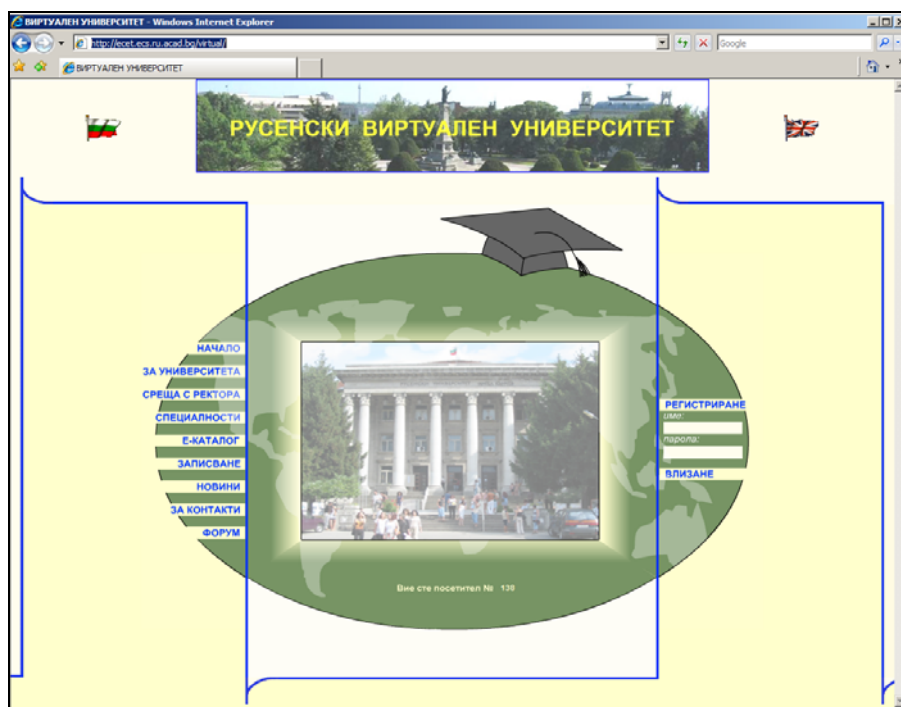 ВИРТУАЛЕН УНИВЕРСИТЕТ - Windows Internet Explorer
http://ecet.ecs.ru.acad.bg/virtual/
Google
ВИРТУАЛЕН УНИВЕРСИТЕТ
РУСЕНСКИ ВИРТУАЛЕН УНИВЕРСИТЕТ
НАЧАЛО
ЗА УНИВЕРСИТЕТА
СРЕЩА С РЕКТОРА
СПЕЦИАЛНОСТИ
Е-КАТАЛОГ
ЗАПИСВАНЕ
НОВИНИ
ЗА КОНТАКТИ
ФОРУМ
РЕГИСТРИРАНЕ
име:
парола:
ВЛИЗАНЕ
Вие сте посетител № 130